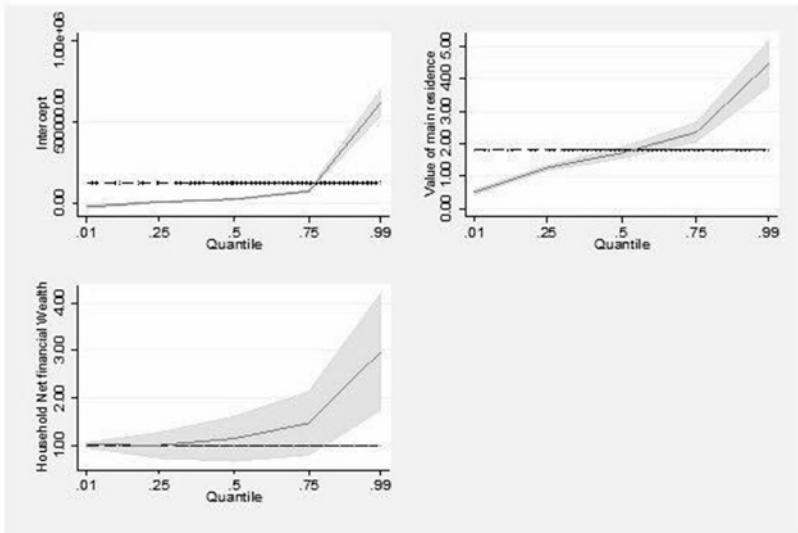 1.00e+06
500000.00
0.00
Intercept
.01 .25 .5 .75 .99
Quantile
5.00
4.00
3.00
2.00
1.00
0.00
Value of main residence
.01 .25 .5 .75 .99
Quantile
4.00
3.00
2.00
1.00
Household Net financial Wealth
.01 .25 .5 .75 .99
Quantile